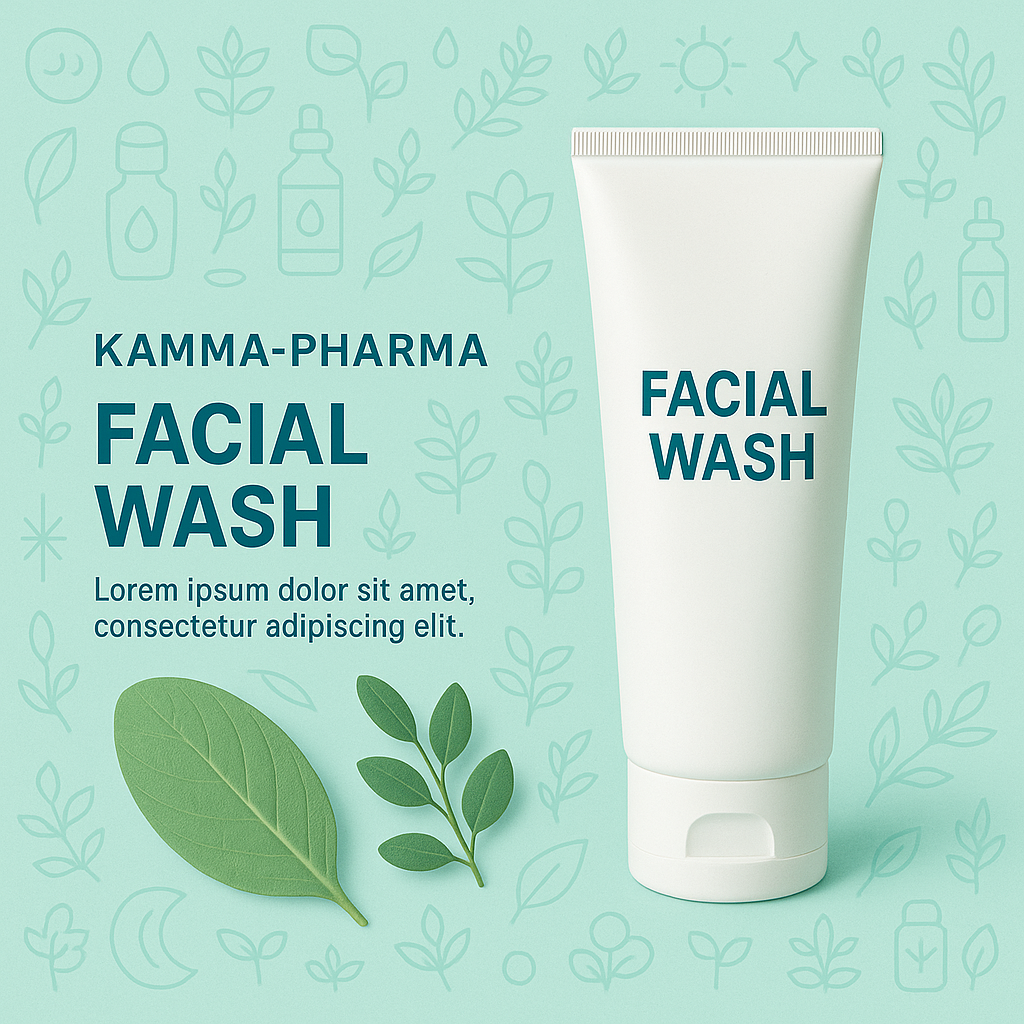 KAMMA-PHARMA
FACIAL
WASH
Lorem ipsum dolor sit amet,
consectetur adipiscing elit.
FACIAL
WASH